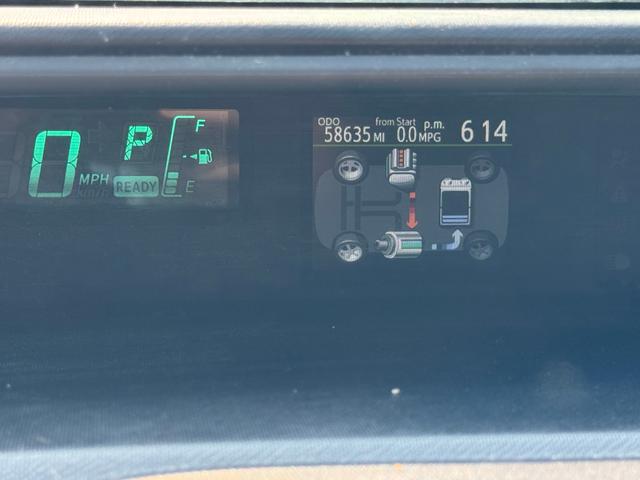 0 MPH
P
READY
F
E
ODO
58635 MI
from Start
0.0 MPG
p.m. 6 14